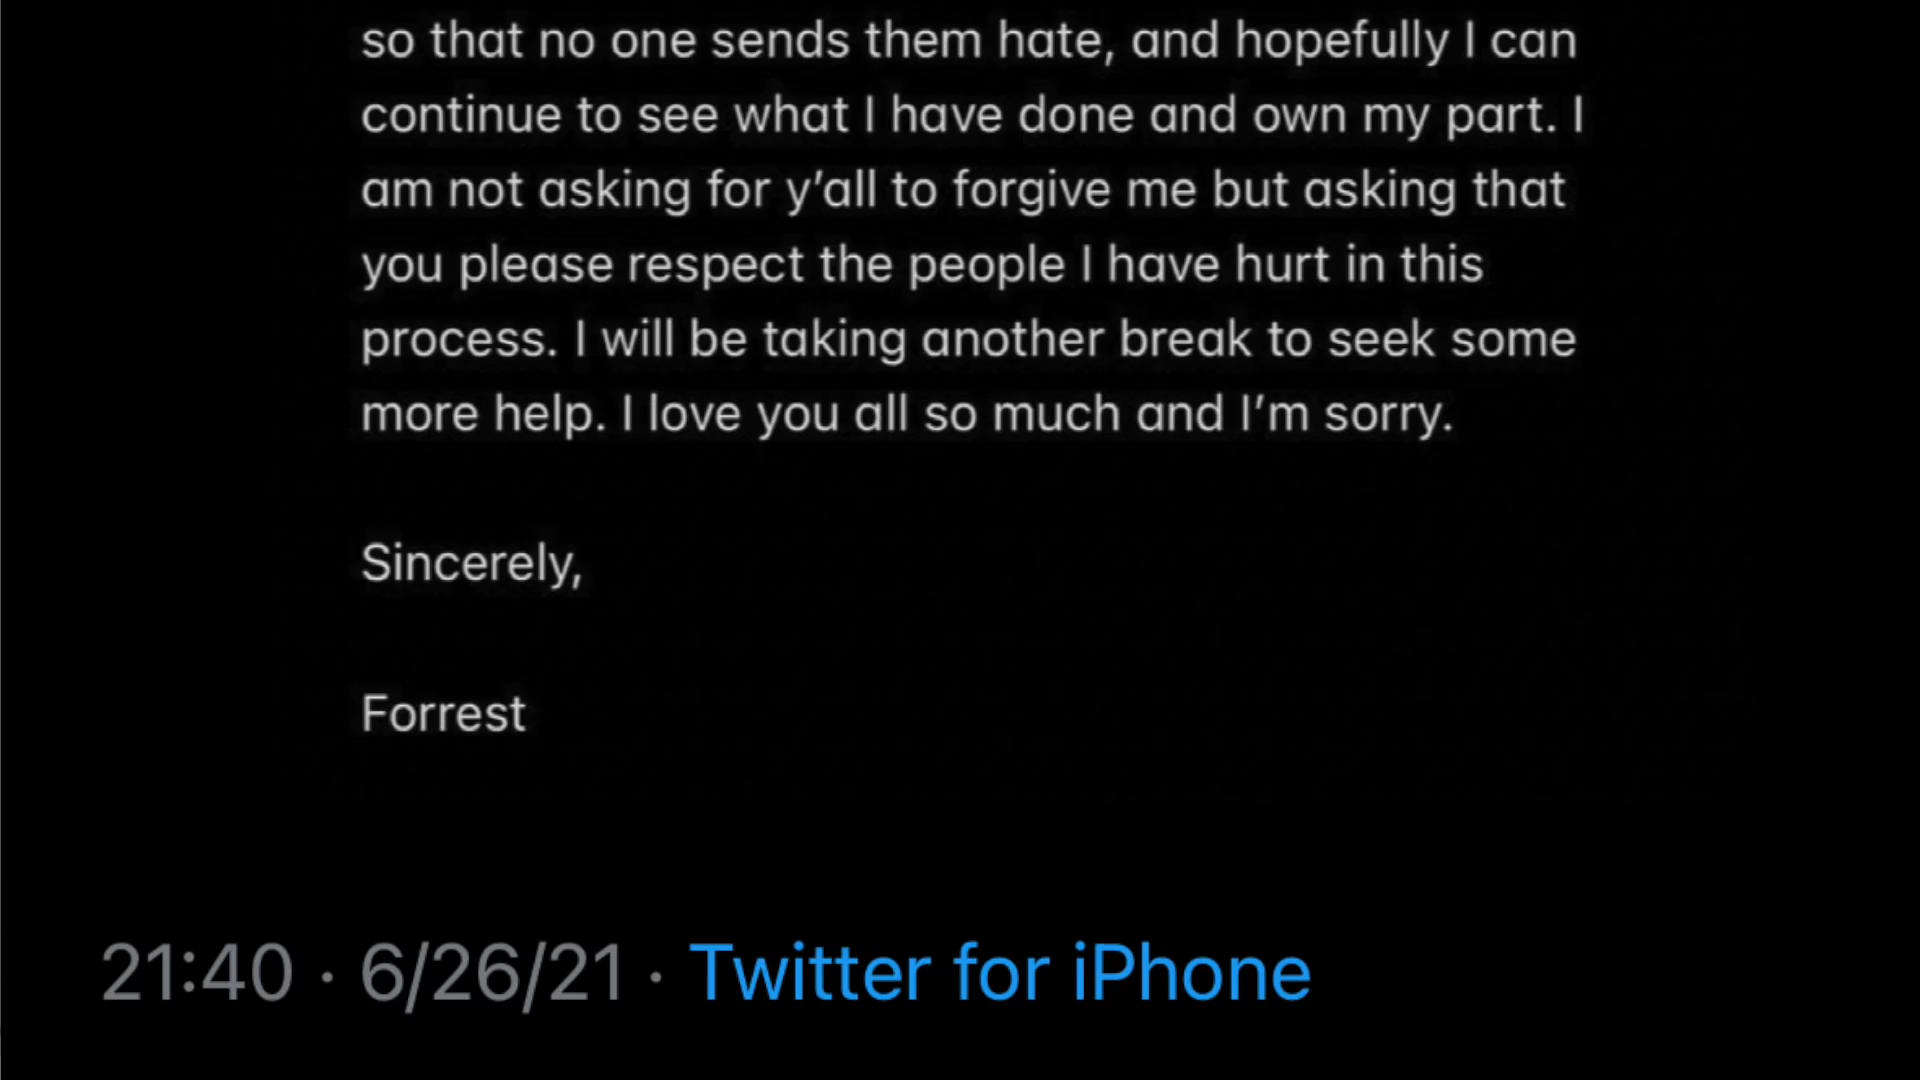 so that no one sends them hate, and hopefully I can
continue to see what I have done and own my part. I
am not asking for y’all to forgive me but asking that
you please respect the people I have hurt in this
process. I will be taking another break to seek some
more help. I love you all so much and I’m sorry.
Sincerely,
Forrest
21:40 · 6/26/21 · Twitter for iPhone